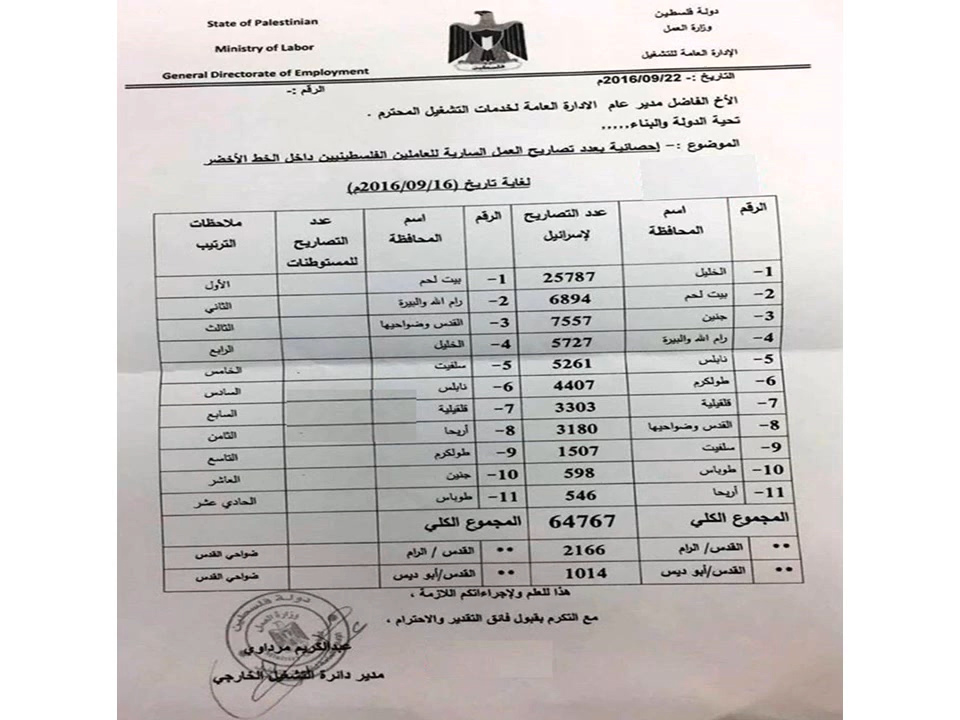 State of Palestinian
Ministry of Labor
General Directorate of Employment
دولة فلسطين
وزارة العمل
الإدارة العامة للتشغيل
فلسطين
التاريخ :- 2016/09/22م
الرقم :-
الأخ الفاضل مدير عام الادارة العامة لخدمات التشغيل المحترم .
تحية الدولة والبناء.....
الموضوع :- إحصائية بعدد تصاريح العمل السارية للعاملين الفلسطينيين داخل الخط الأخضر
لغاية تاريخ (2016/09/16م)
الرقم اسم المحافظة عدد التصاريح لإسرائيل الرقم اسم المحافظة عدد التصاريح للمستوطنات ملاحظات الترتيب
1- الخليل 25787 1- بيت لحم الأول
2- بيت لحم 6894 2- رام الله والبيرة الثاني
3- جنين 7557 3- القدس وضواحيها الثالث
4- رام الله والبيرة 5727 4- الخليل الرابع
5- نابلس 5261 5- سلفيت الخامس
6- طولكرم 4407 6- نابلس السادس
7- قلقيلية 3303 7- قلقيلية السابع
8- القدس وضواحيها 3180 8- أريحا الثامن
9- سلفيت 1507 9- طولكرم التاسع
10- طوباس 598 10- جنين العاشر
11- أريحا 546 11- طوباس الحادي عشر
المجموع الكلي 64767 المجموع الكلي
•• القدس/ الرام 2166 •• القدس / الرام ضواحي القدس
•• القدس/أبو ديس 1014 •• القدس/أبو ديس ضواحي القدس
هذا للعلم ولإجراءاتكم اللازمة ،
مع التكرم بقبول فائق التقدير والاحترام ،
دولة فلسطين
وزارة العمل
عبدالكريم مرداوي
مدير دائرة التشغيل الخارجي